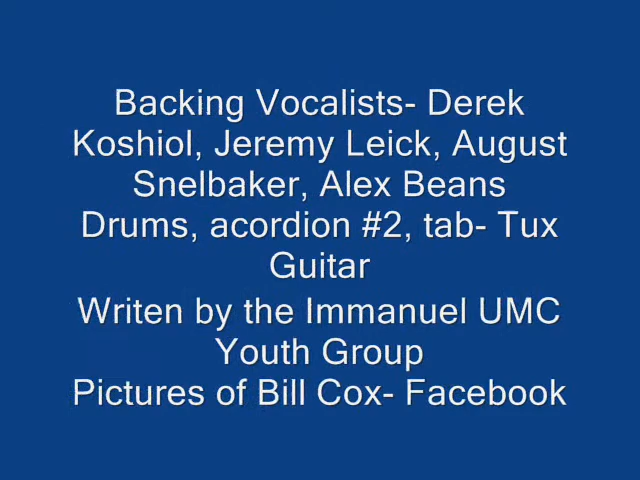 Backing Vocalists- Derek
Koshiol, Jeremy Leick, August
Snelbaker, Alex Beans
Drums, acordion #2, tab- Tux
Guitar
Writen by the Immanuel UMC
Youth Group
Pictures of Bill Cox- Facebook